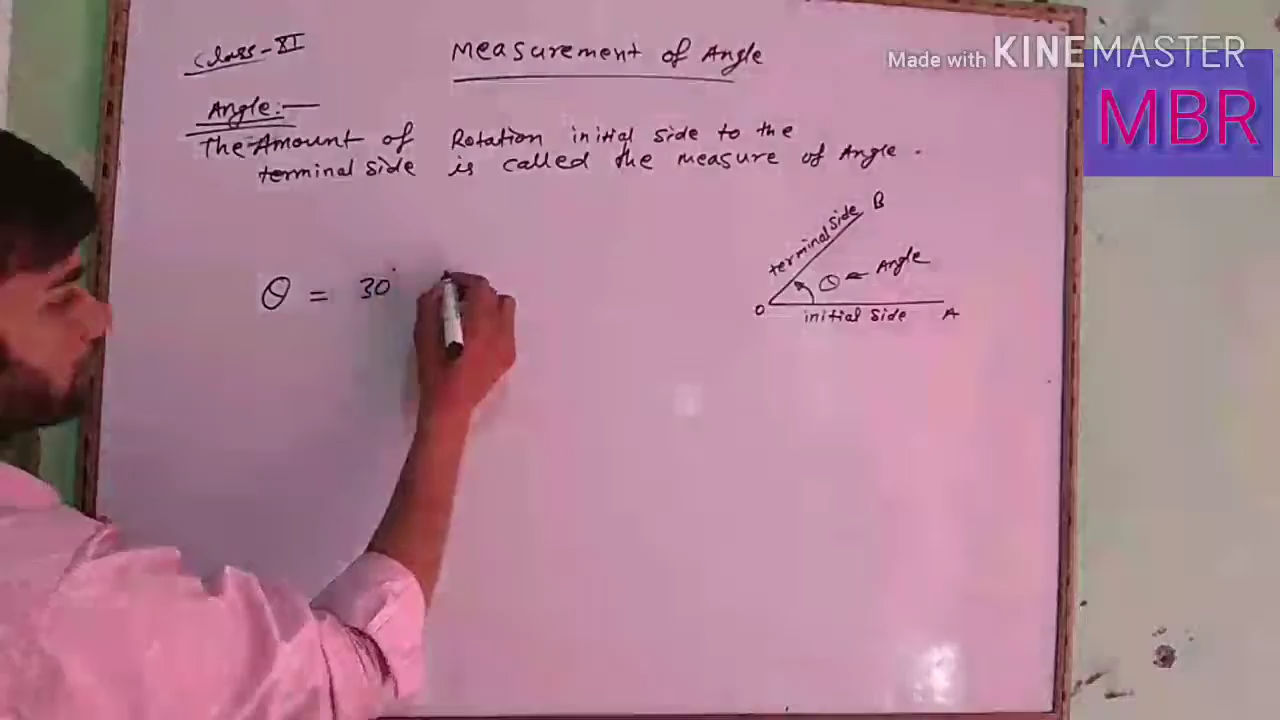 Class-XI
Measurement of Angle
Made with KINEMASTER
MBR
Angle:—
The Amount of Rotation initial side to the
terminal side is called the measure of Angle.
terminal side B
θ ← Angle
θ = 30°
O initial side A